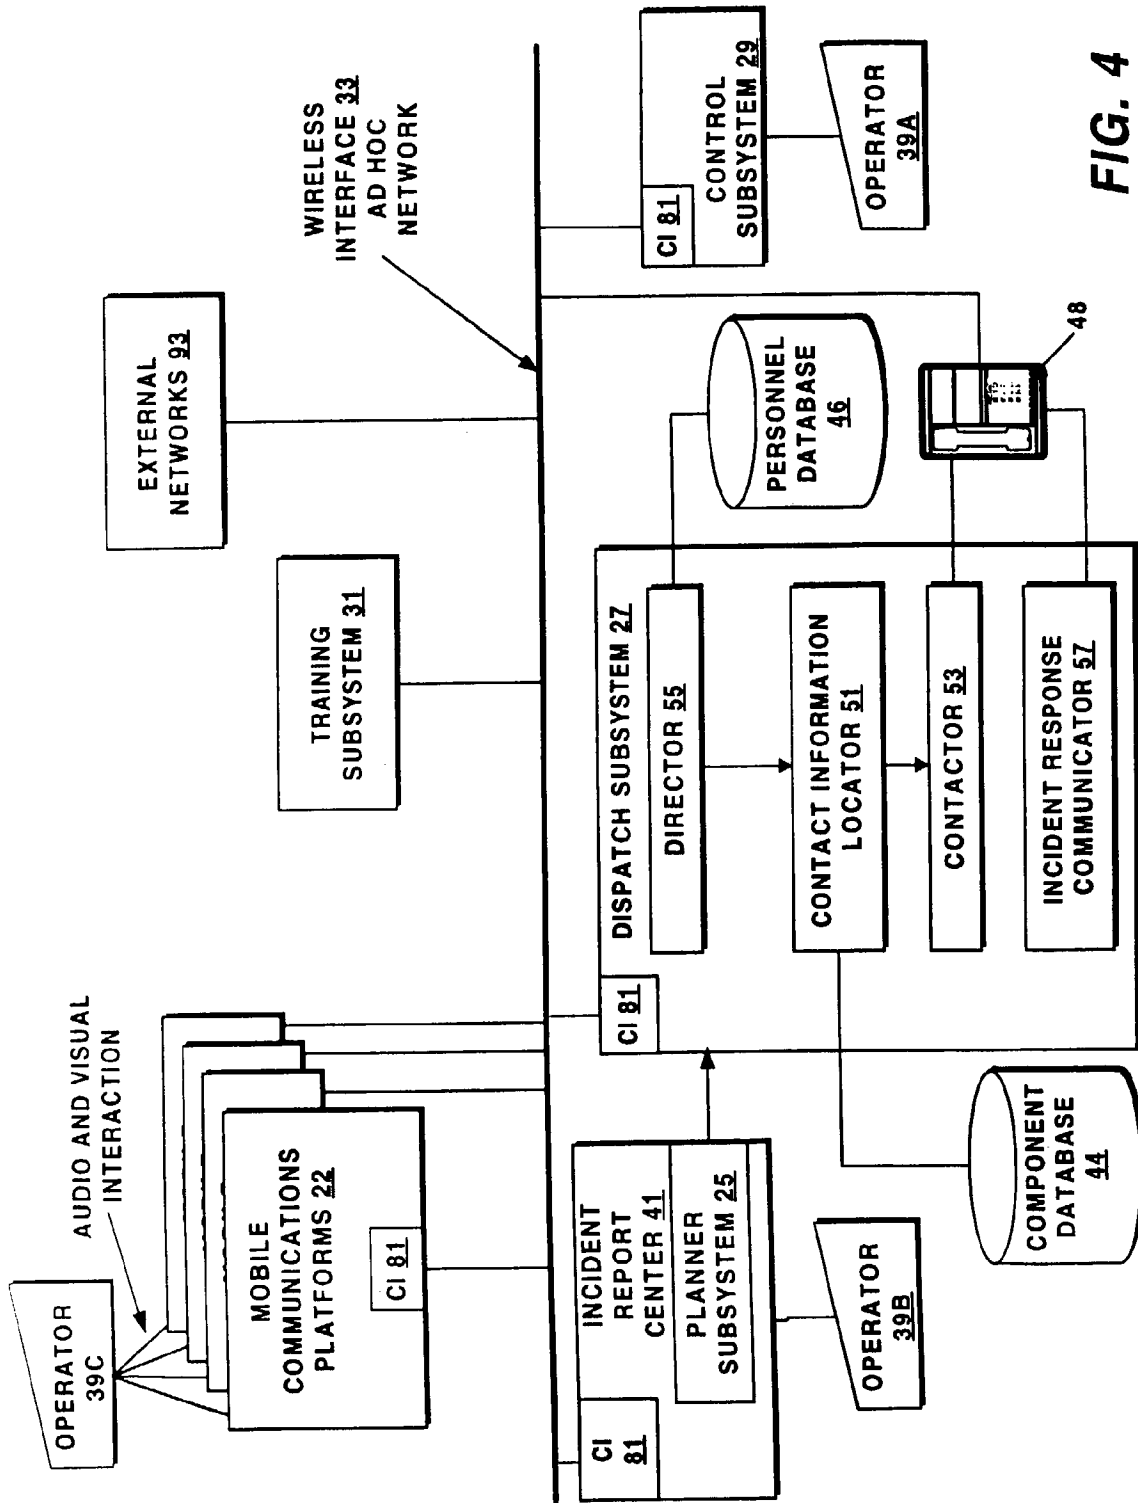 OPERATOR
39C
AUDIO AND VISUAL
INTERACTION
MOBILE
COMMUNICATIONS
PLATFORMS 22
CI 81
TRAINING
SUBSYSTEM 31
EXTERNAL
NETWORKS 93
WIRELESS
INTERFACE 33
AD HOC
NETWORK
CI
81
INCIDENT
REPORT
CENTER 41
PLANNER
SUBSYSTEM 25
OPERATOR
39B
COMPONENT
DATABASE
44
CI 81
DISPATCH SUBSYSTEM 27
DIRECTOR 55
CONTACT INFORMATION
LOCATOR 51
CONTACTOR 53
INCIDENT RESPONSE
COMMUNICATOR 57
PERSONNEL
DATABASE
46
48
CI 81
CONTROL
SUBSYSTEM 29
OPERATOR
39A
FIG. 4